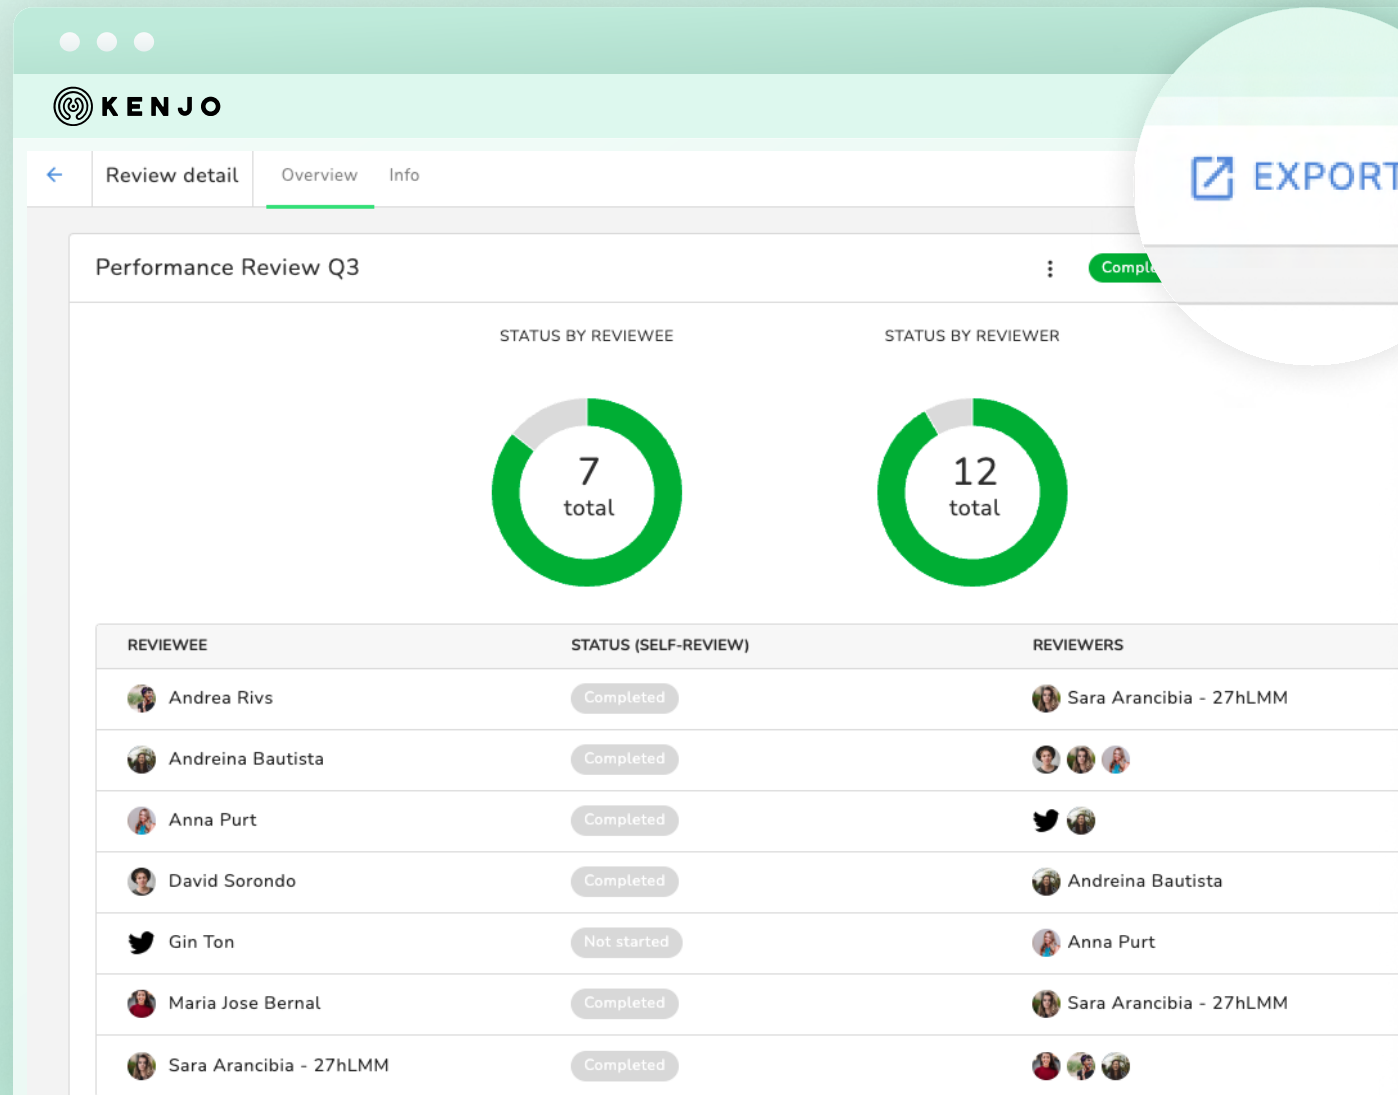 KENJO
Review detail
Overview
Info
EXPORT
Performance Review Q3
Comple
STATUS BY REVIEWEE
STATUS BY REVIEWER
7
total
12
total
REVIEWEE STATUS (SELF-REVIEW) REVIEWERS
Andrea Rivs Completed Sara Arancibia - 27hLMM
Andreina Bautista Completed
Anna Purt Completed
David Sorondo Completed Andreina Bautista
Gin Ton Not started Anna Purt
Maria Jose Bernal Completed Sara Arancibia - 27hLMM
Sara Arancibia - 27hLMM Completed